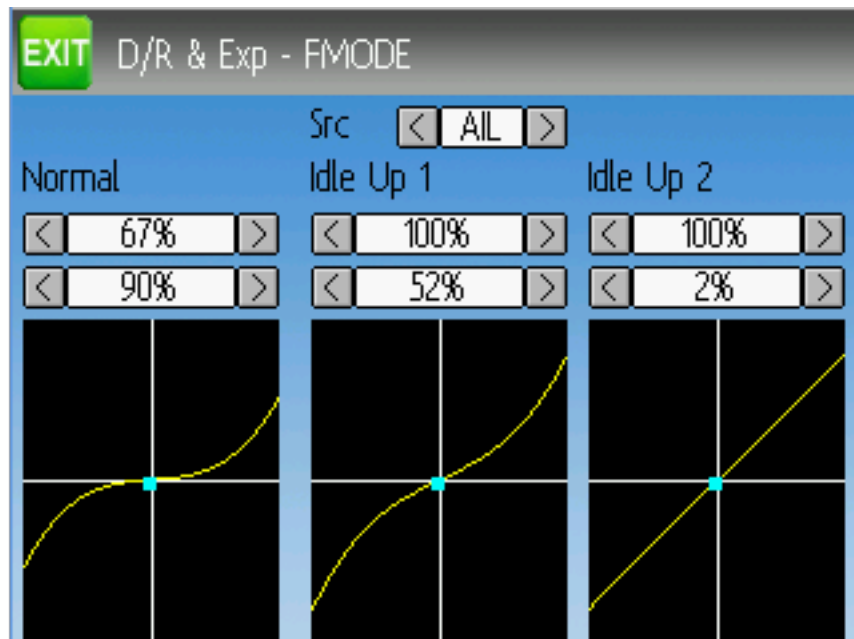 EXIT D/R & Exp - FMODE
Src < AIL >
Normal Idle Up 1 Idle Up 2
< 67% > < 100% > < 100% >
< 90% > < 52% > < 2% >